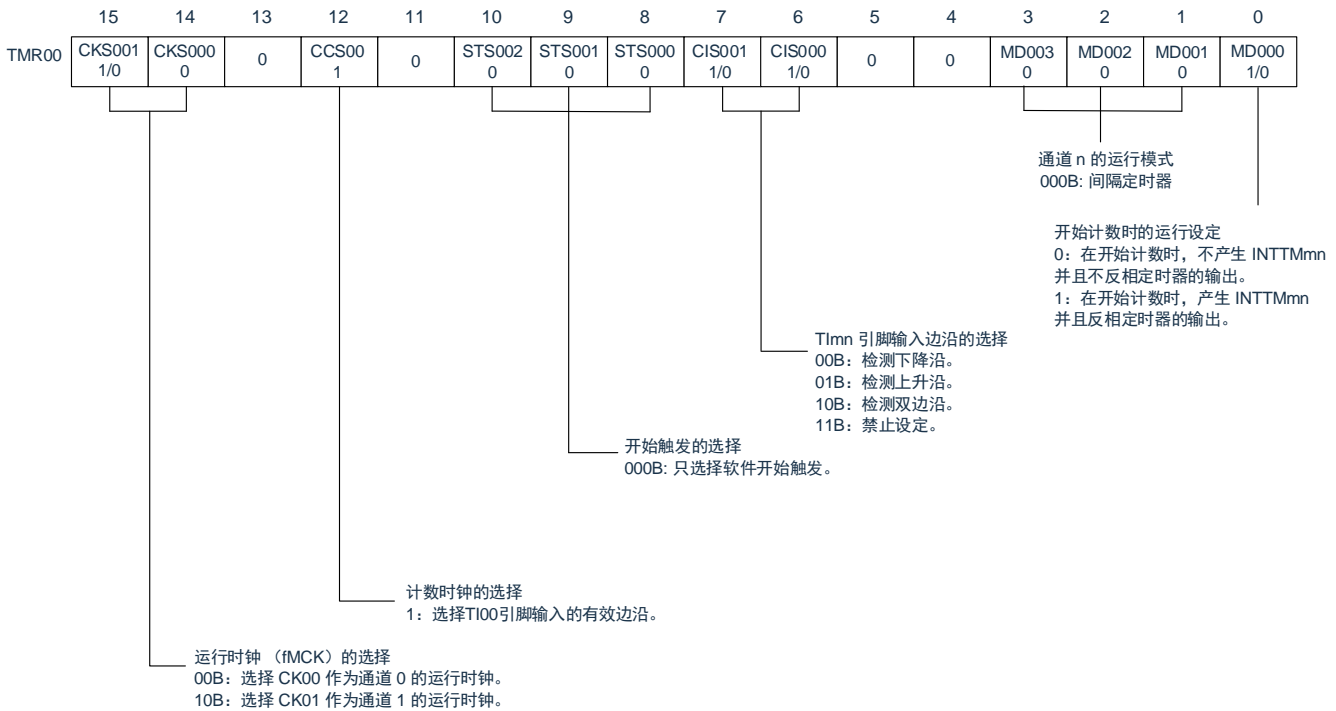 15 14 13 12 11 10 9 8 7 6 5 4 3 2 1 0
TMR00 CKS001 CKS000 0 CCS00 0 STS002 STS001 STS000 CIS001 CIS000 0 0 MD003 MD002 MD001 MD000
1/0 0 1 0 0 0 1/0 1/0 0 0 0 1/0
通道 n 的运行模式
000B: 间隔定时器
开始计数时的运行设定
0：在开始计数时，不产生 INTTMmn
并且不反相定时器的输出。
1：在开始计数时，产生 INTTMmn
并且反相定时器的输出。
TImn 引脚输入边沿的选择
00B：检测下降沿。
01B：检测上升沿。
10B：检测双边沿。
11B：禁止设定。
开始触发的选择
000B: 只选择软件开始触发。
计数时钟的选择
1：选择TI00引脚输入的有效边沿。
运行时钟 （fMCK）的选择
00B：选择 CK00 作为通道 0 的运行时钟。
10B：选择 CK01 作为通道 1 的运行时钟。